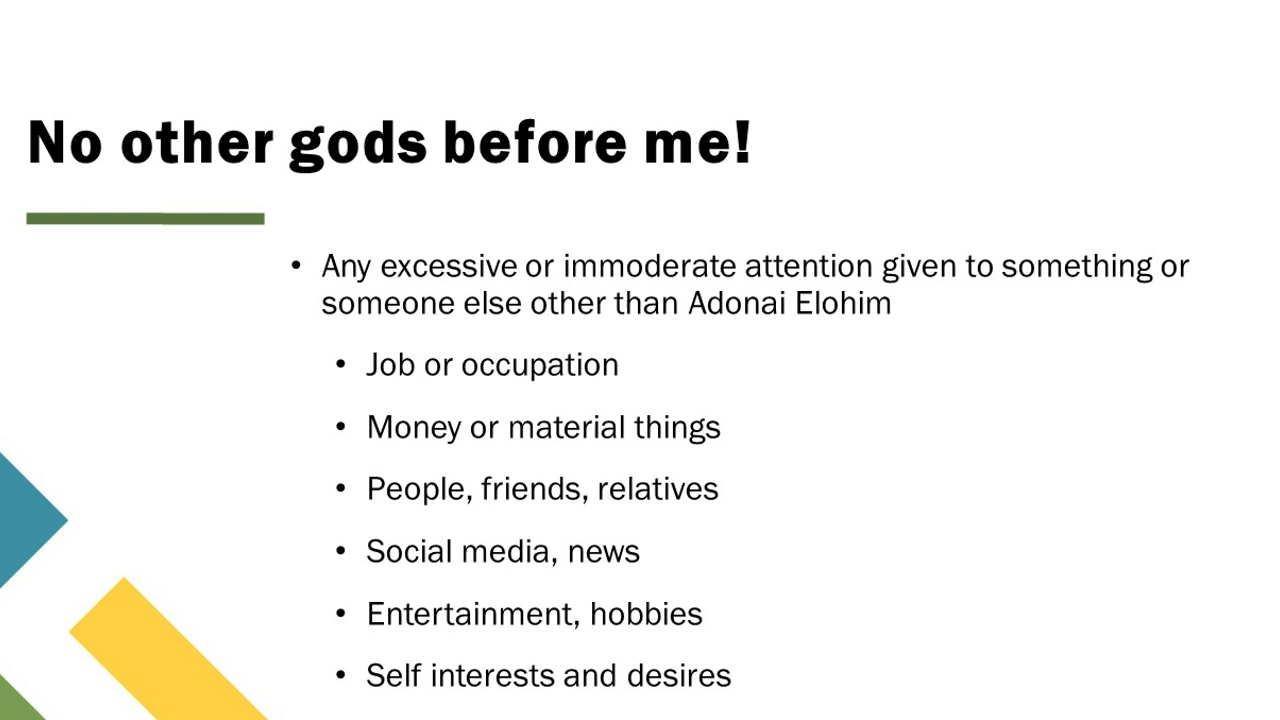 No other gods before me!
• Any excessive or immoderate attention given to something or
someone else other than Adonai Elohim
• Job or occupation
• Money or material things
• People, friends, relatives
• Social media, news
• Entertainment, hobbies
• Self interests and desires